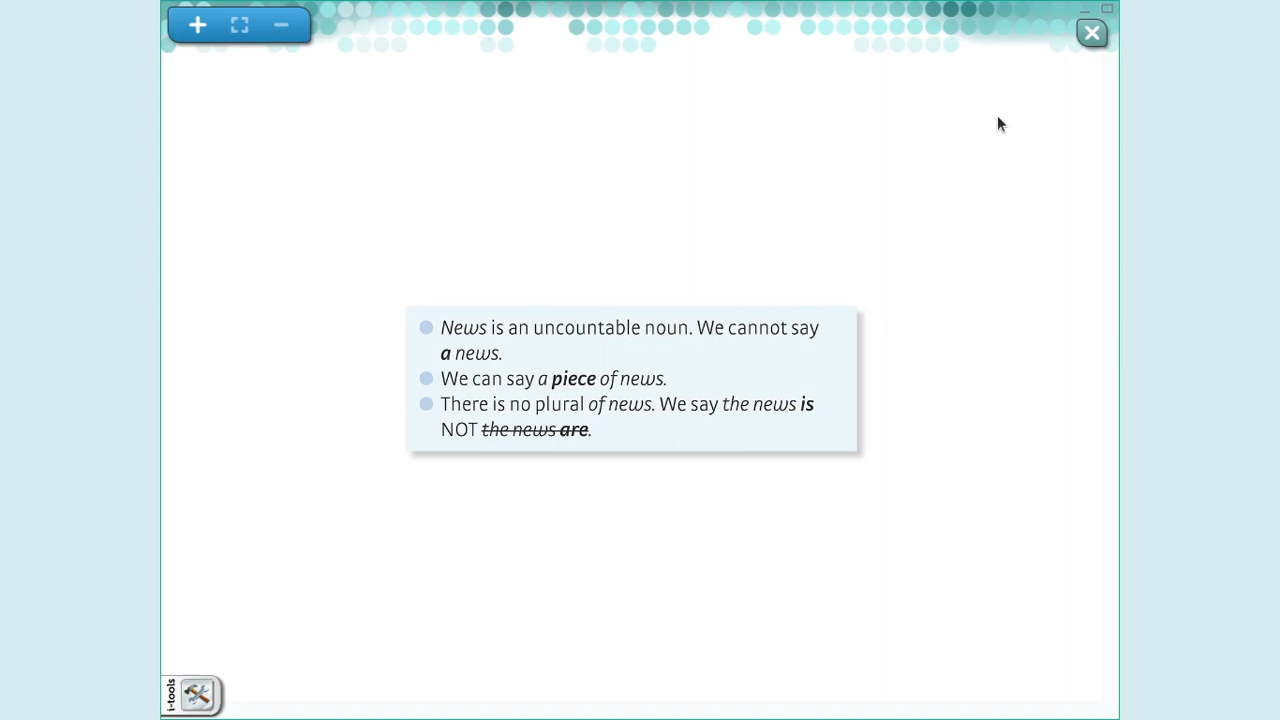 News is an uncountable noun. We cannot say
a news.
We can say a piece of news.
There is no plural of news. We say the news is
NOT the news are.
i-tools